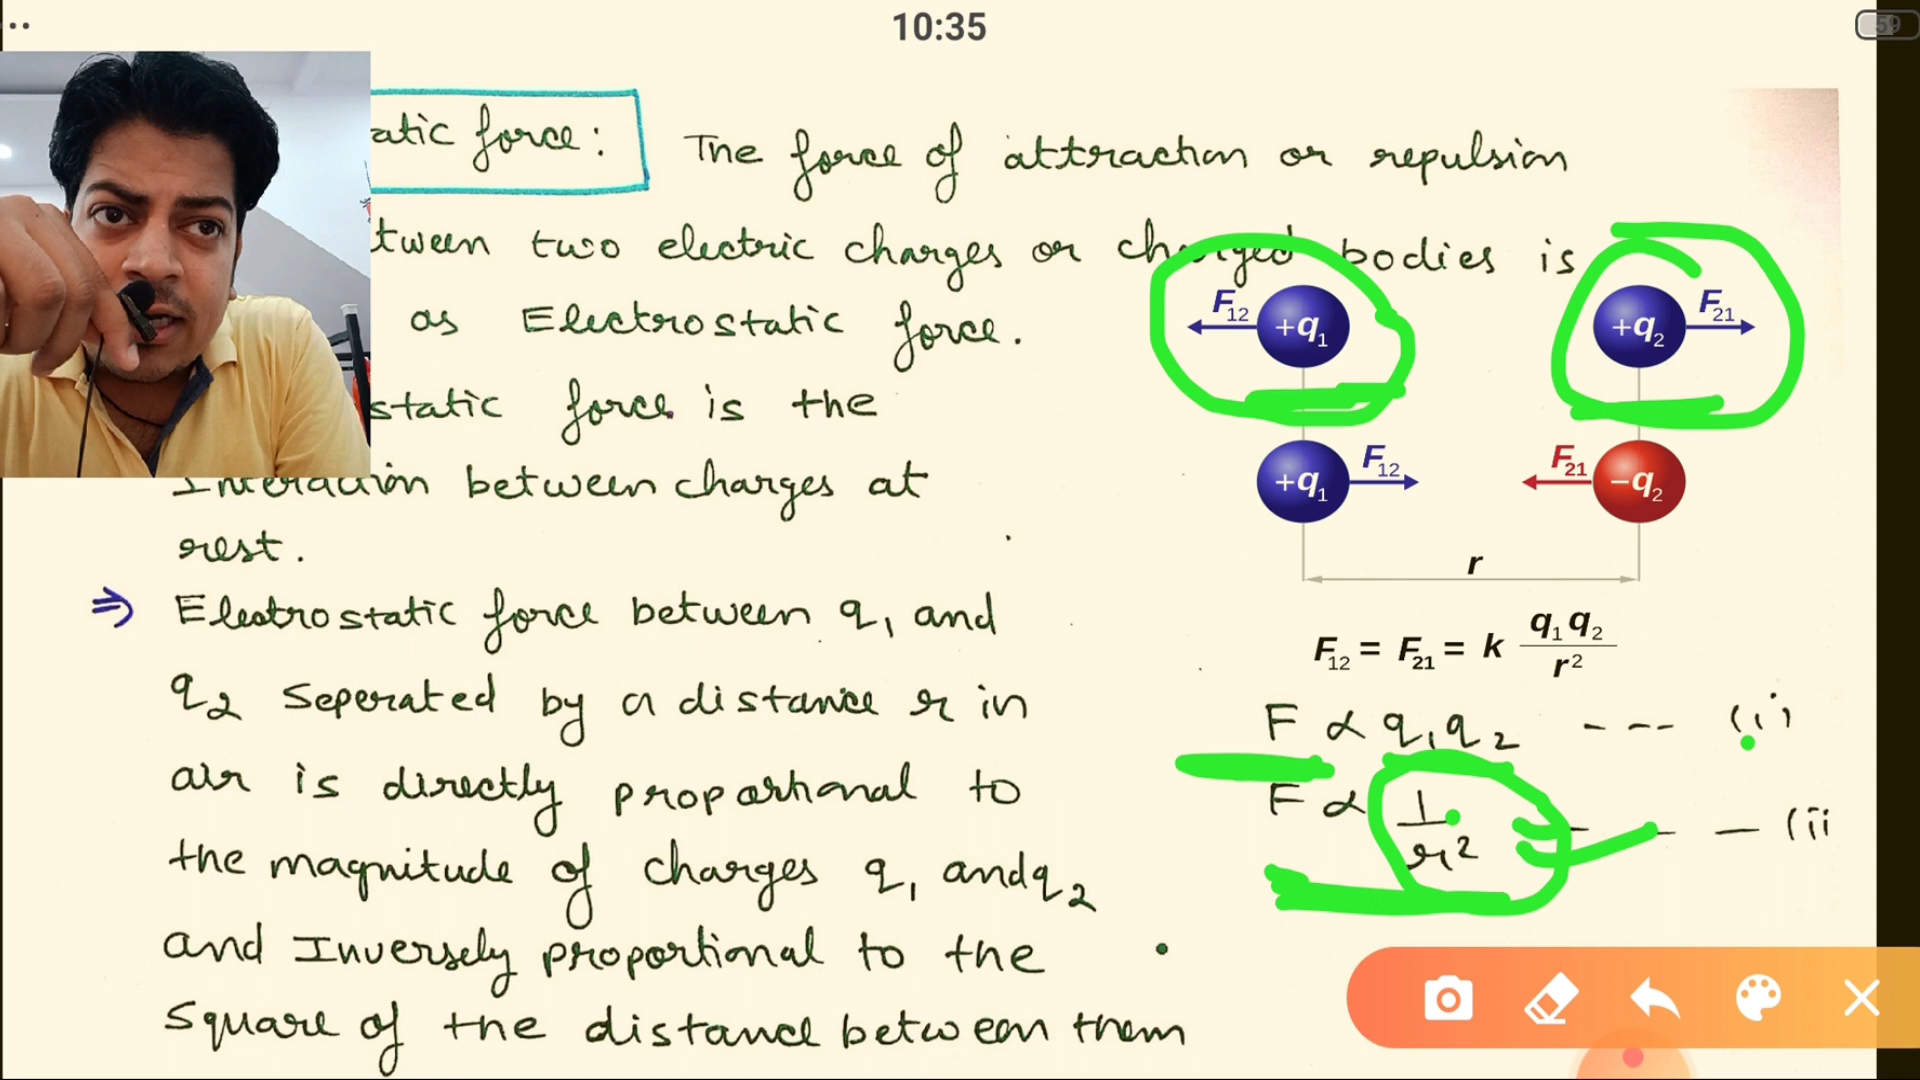 10:35
59
atic force: The force of attraction or repulsion
tween two electric charges or charged bodies is
as Electrostatic force.
static force is the
Interaction between charges at
rest.
⇒ Electrostatic force between q₁ and
q₂ Seperated by a distance r in
air is directly proportional to
the magnitude of charges q₁ and q₂
and Inversely proportional to the
Square of the distance between them
F₁₂ +q₁ +q₂ F₂₁
+q₁ F₁₂ F₂₁ −q₂
r
F₁₂ = F₂₁ = k q₁q₂ / r²
F ∝ q₁q₂ --- (i)
F ∝ 1/r² — — — (ii